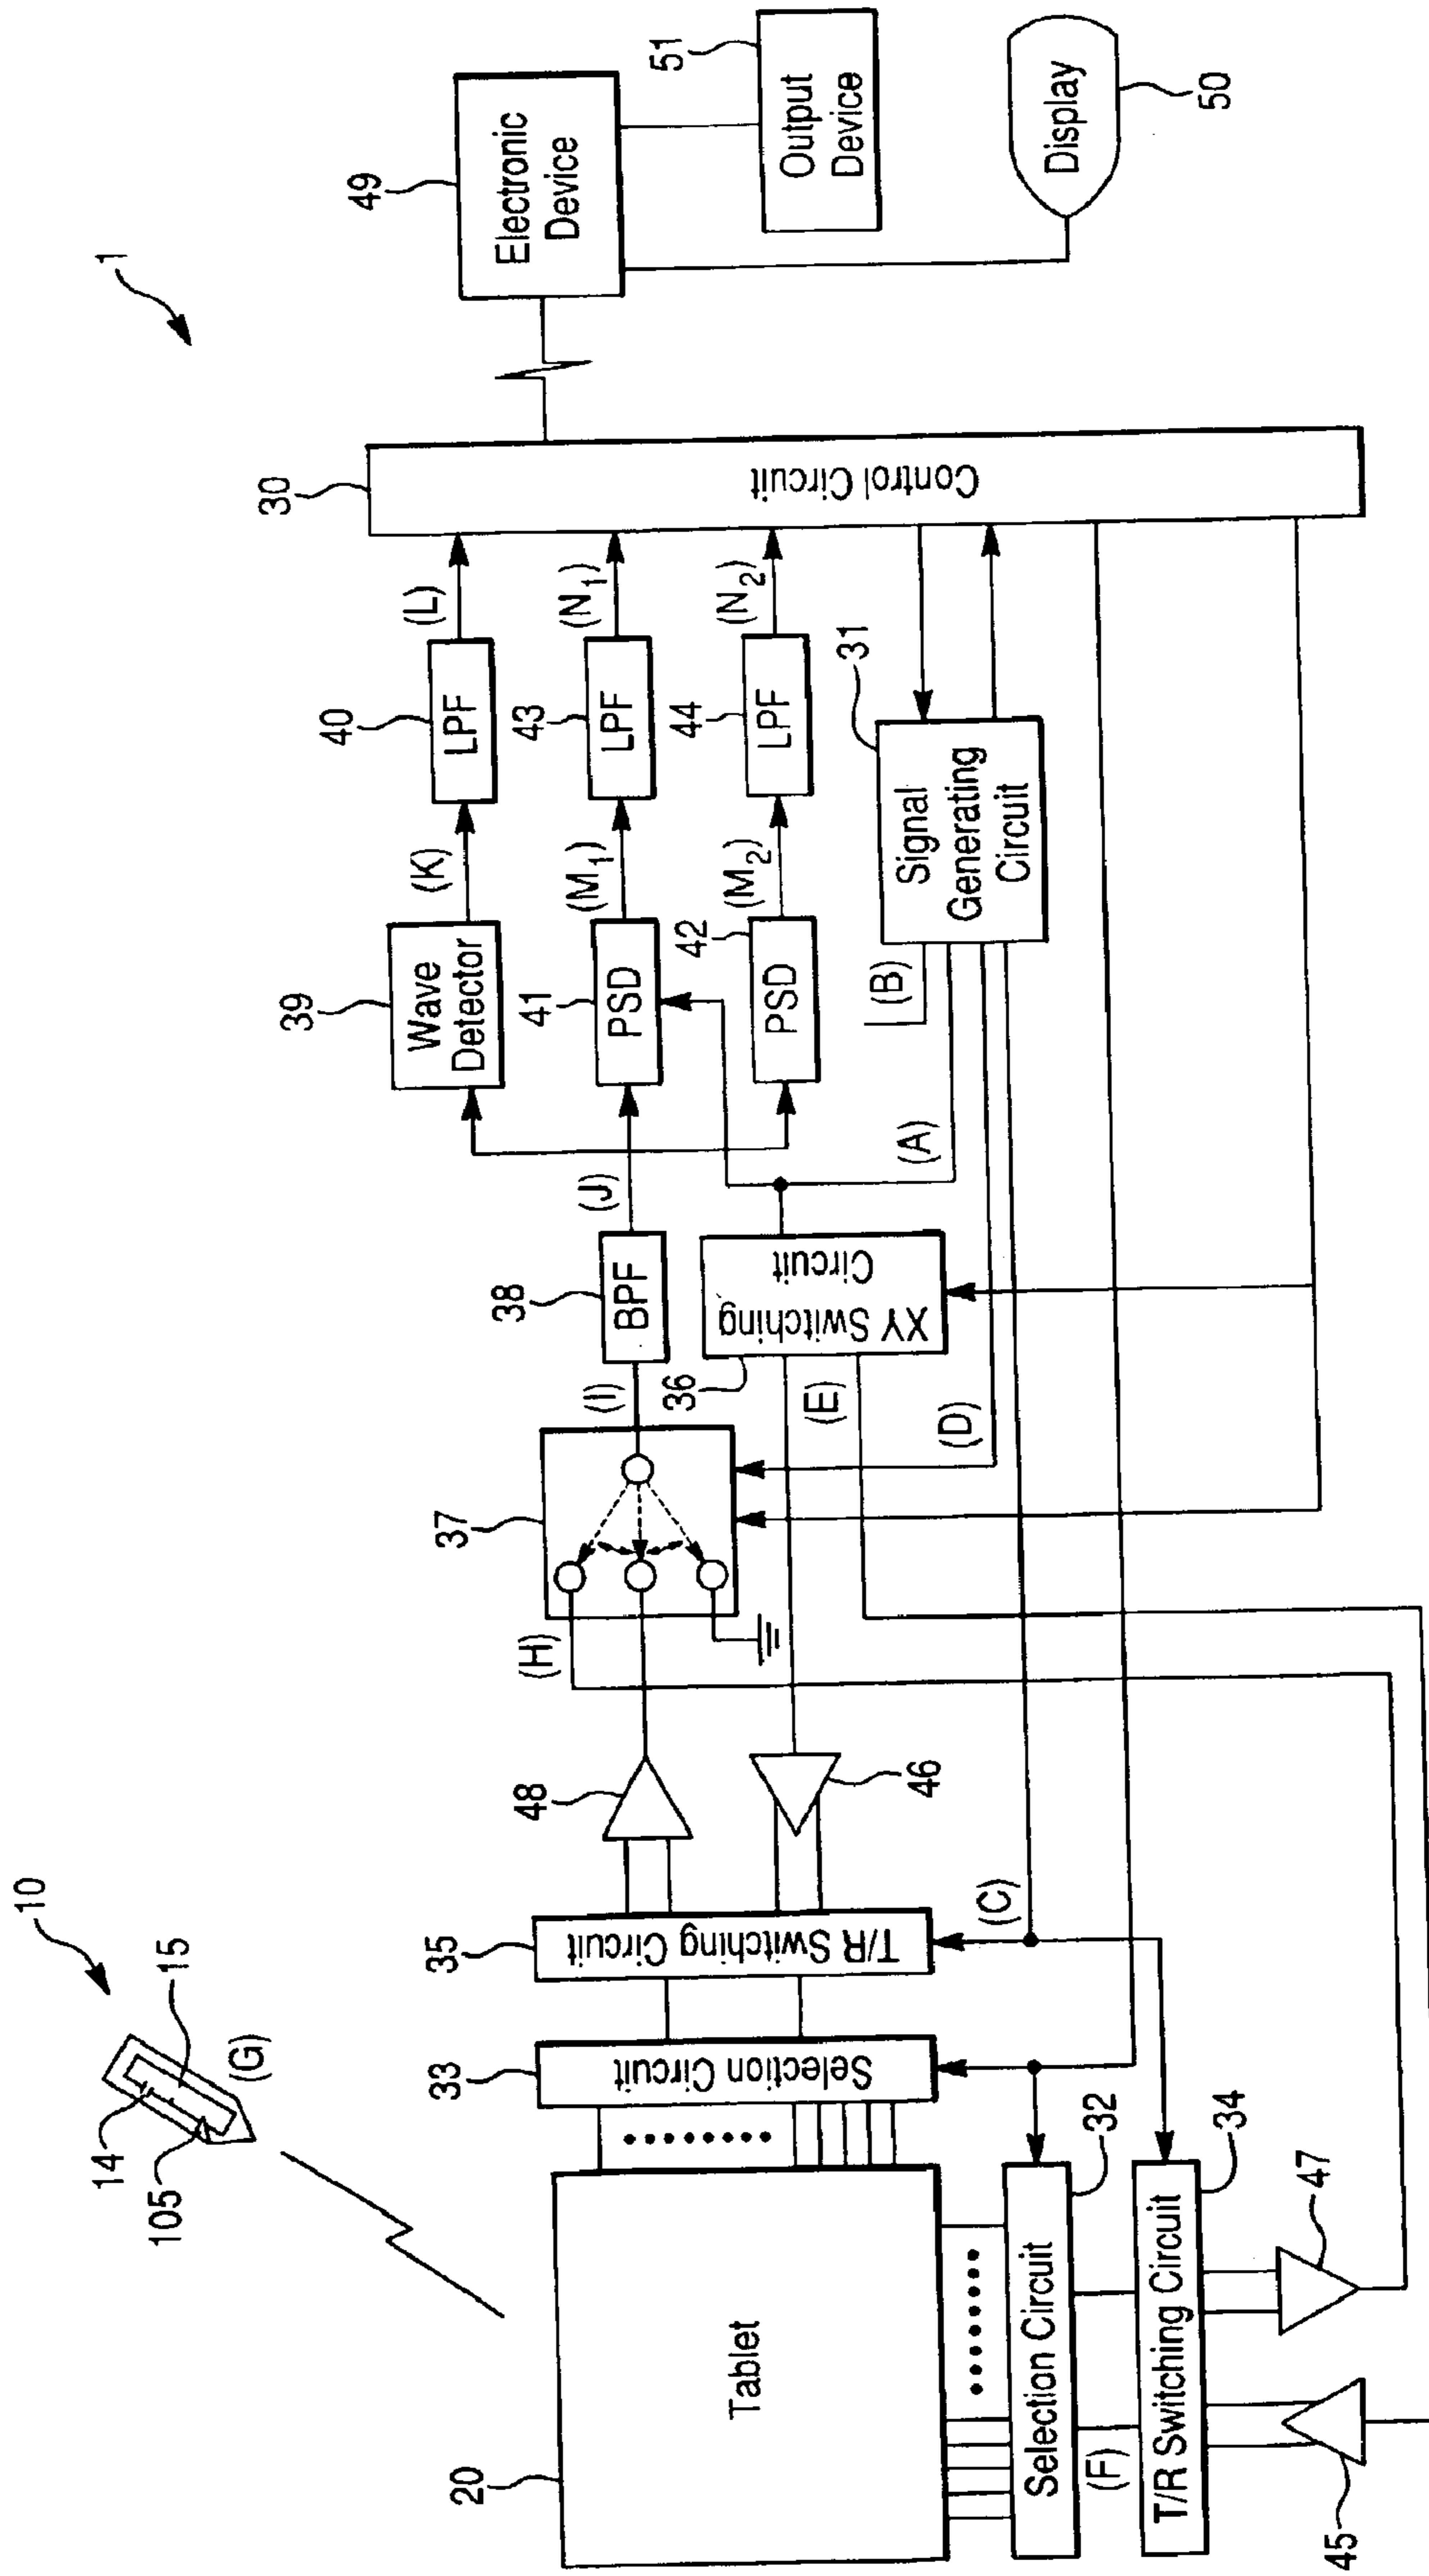 1
10
14
15
105
(G)
20
Tablet
33
Selection Circuit
35
T/R Switching Circuit
48
46
(H)
37
(I)
38
BPF
(J)
36
XY Switching
Circuit
(E)
(D)
(A)
(B)
(C)
39
Wave
Detector
(K)
40
LPF
(L)
41
PSD
(M1)
43
LPF
(N1)
42
PSD
(M2)
44
LPF
(N2)
31
Signal
Generating
Circuit
30
Control Circuit
49
Electronic
Device
51
Output
Device
Display
50
Selection Circuit
32
(F)
T/R Switching Circuit
34
45
47